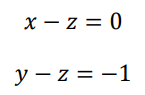 x − z = 0
y − z = −1